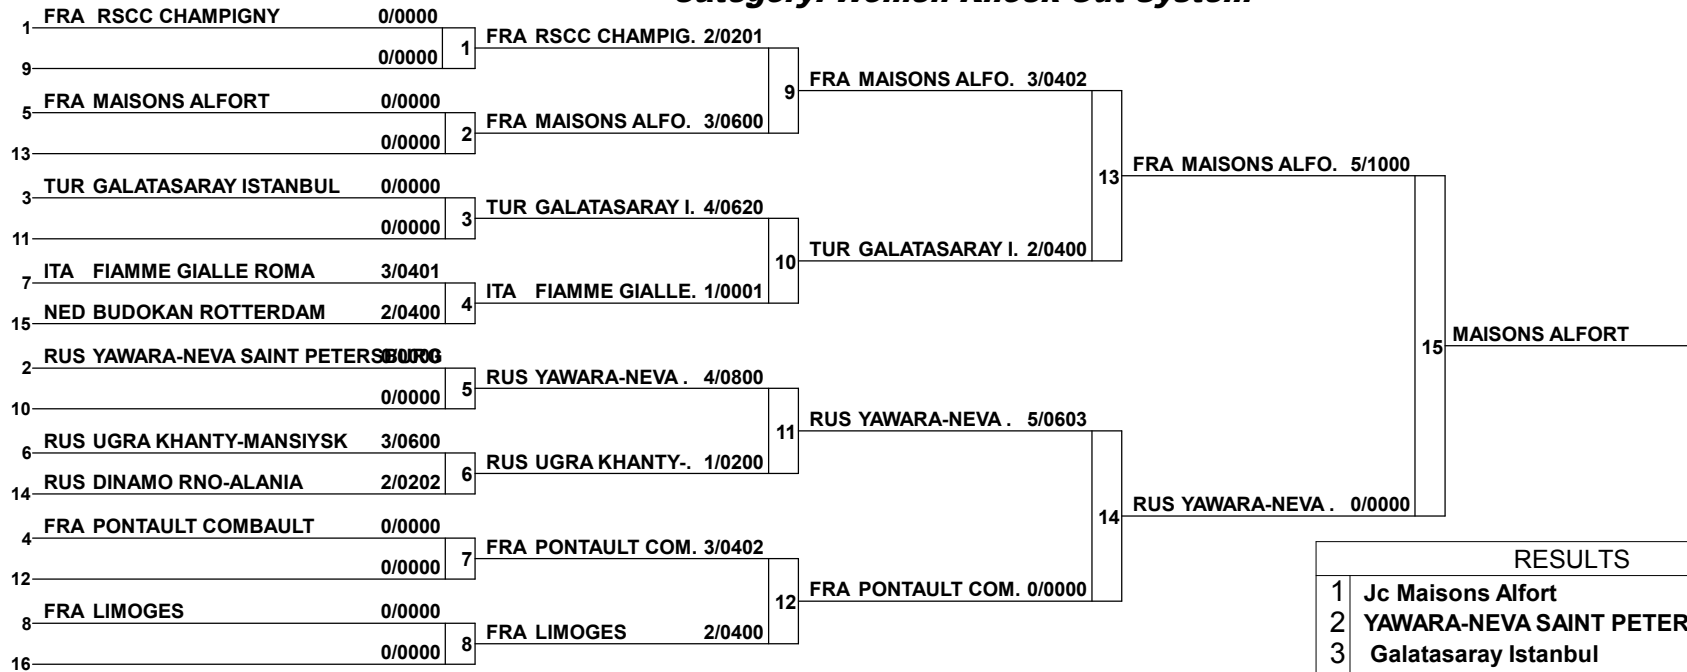 FRA RSCC CHAMPIGNY 0/0000
1
0/0000
9
1
FRA RSCC CHAMPIG. 2/0201
FRA MAISONS ALFORT 0/0000
5
0/0000
13
2
FRA MAISONS ALFO. 3/0600
9
FRA MAISONS ALFO. 3/0402
TUR GALATASARAY ISTANBUL 0/0000
3
0/0000
11
3
TUR GALATASARAY I. 4/0620
ITA FIAMME GIALLE ROMA 3/0401
7
NED BUDOKAN ROTTERDAM 2/0400
15
4
ITA FIAMME GIALLE. 1/0001
10
TUR GALATASARAY I. 2/0400
13
FRA MAISONS ALFO. 5/1000
RUS YAWARA-NEVA SAINT PETERSBURG 0/0000
2
0/0000
10
5
RUS YAWARA-NEVA . 4/0800
RUS UGRA KHANTY-MANSIYSK 3/0600
6
RUS DINAMO RNO-ALANIA 2/0202
14
6
RUS UGRA KHANTY-. 1/0200
11
RUS YAWARA-NEVA . 5/0603
FRA PONTAULT COMBAULT 0/0000
4
0/0000
12
7
FRA PONTAULT COM. 3/0402
FRA LIMOGES 0/0000
8
0/0000
16
8
FRA LIMOGES 2/0400
12
FRA PONTAULT COM. 0/0000
14
RUS YAWARA-NEVA . 0/0000
15
MAISONS ALFORT
RESULTS
1 Jc Maisons Alfort
2 YAWARA-NEVA SAINT PETER
3 Galatasaray Istanbul